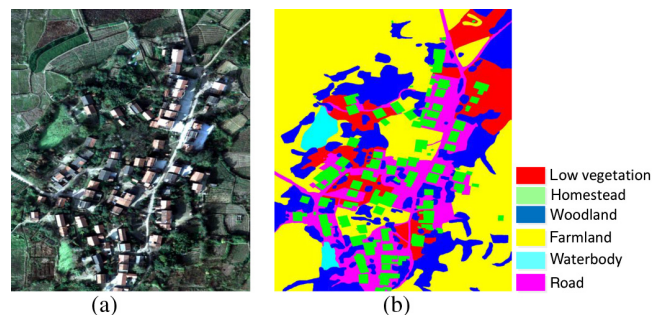 Low vegetation
Homestead
Woodland
Farmland
Waterbody
Road
(a)
(b)